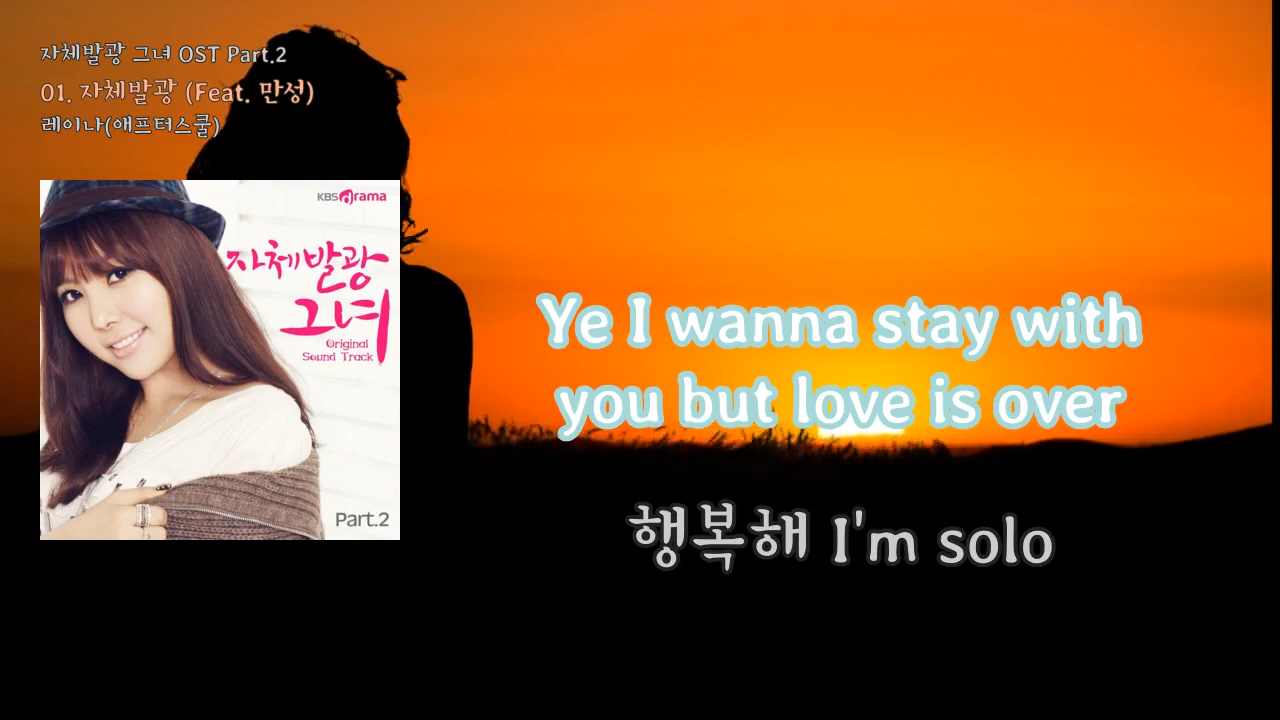 자체발광 그녀 OST Part.2
01. 자체발광 (Feat. 만성)
레이나(애프터스쿨)
KBS drama
자체발광
그녀
Original
Sound Track
Part.2
Ye I wanna stay with
you but love is over
행복해 I'm solo